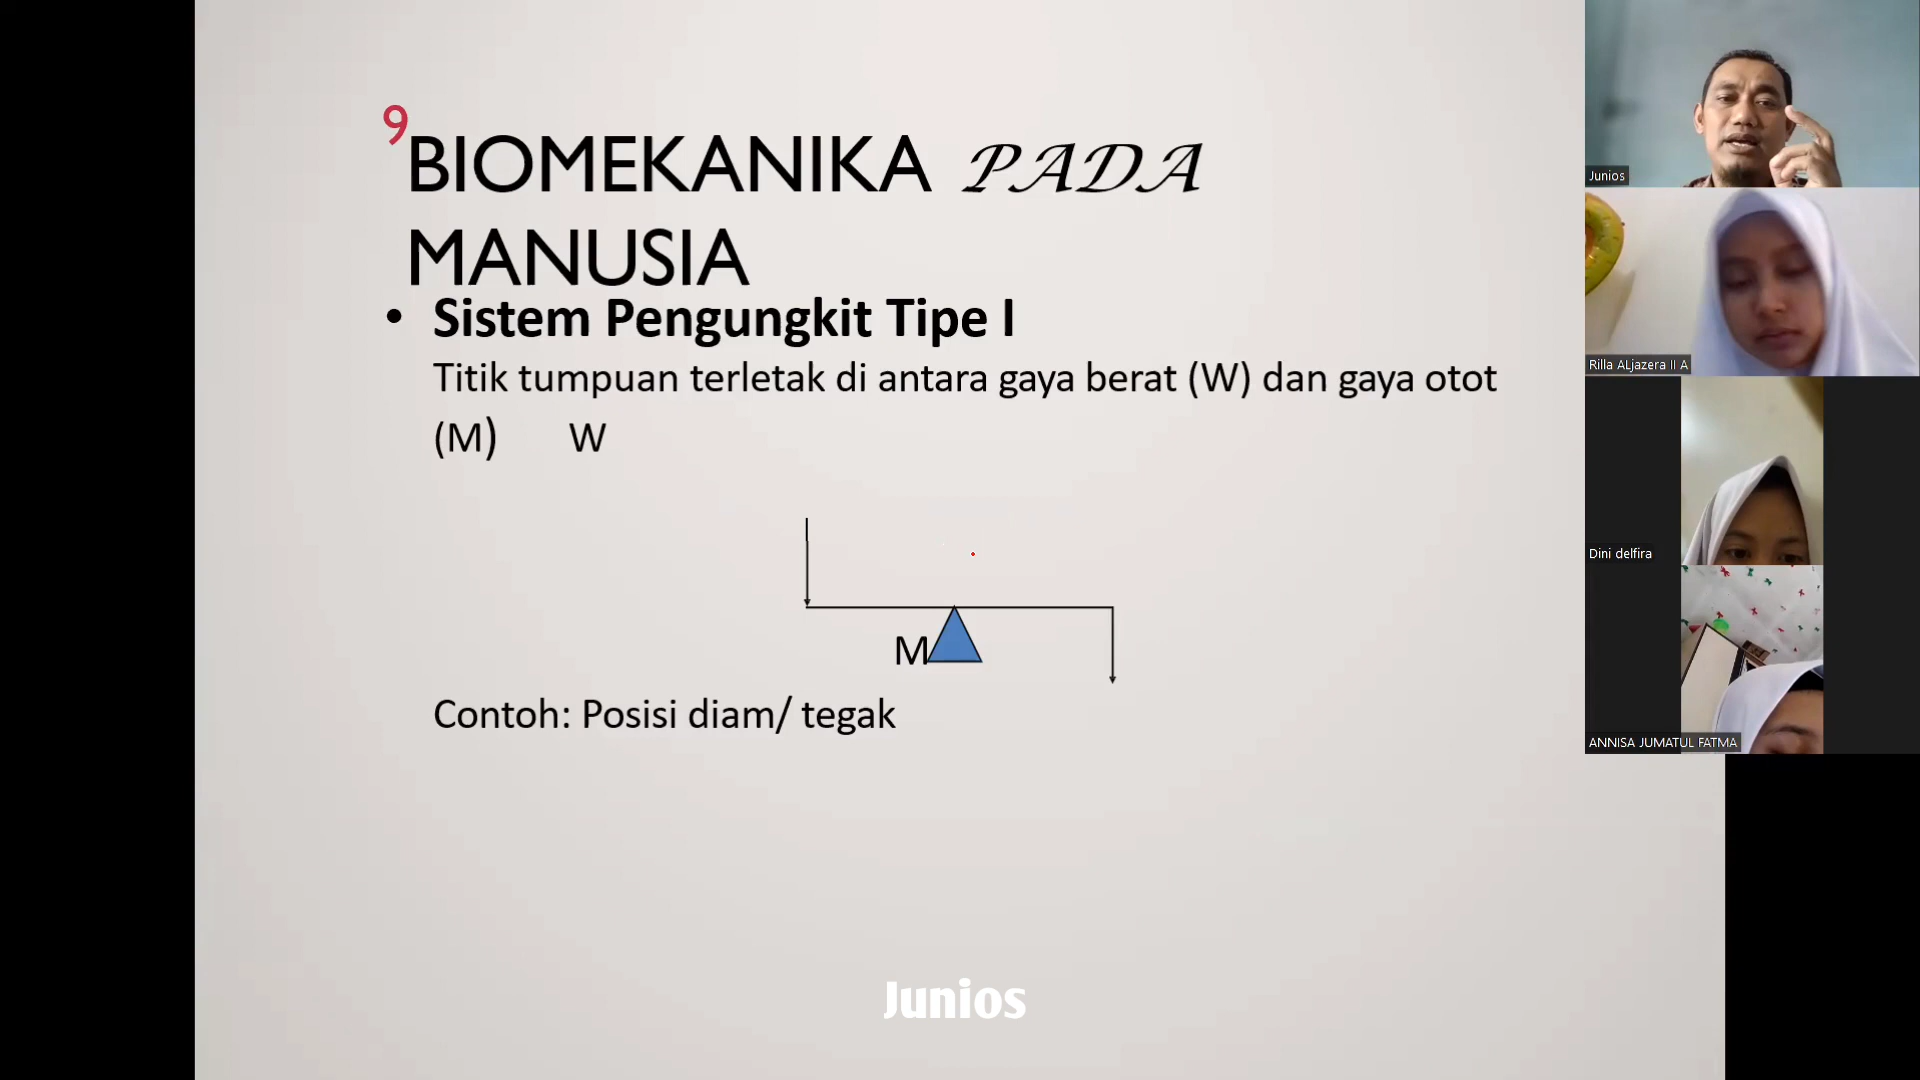 9
BIOMEKANIKA PADA
MANUSIA
• Sistem Pengungkit Tipe I
Titik tumpuan terletak di antara gaya berat (W) dan gaya otot
(M) W
M
Contoh: Posisi diam/ tegak
Junios
Junios
Rilla ALjazera II A
Dini delfira
ANNISA JUMATUL FATMA